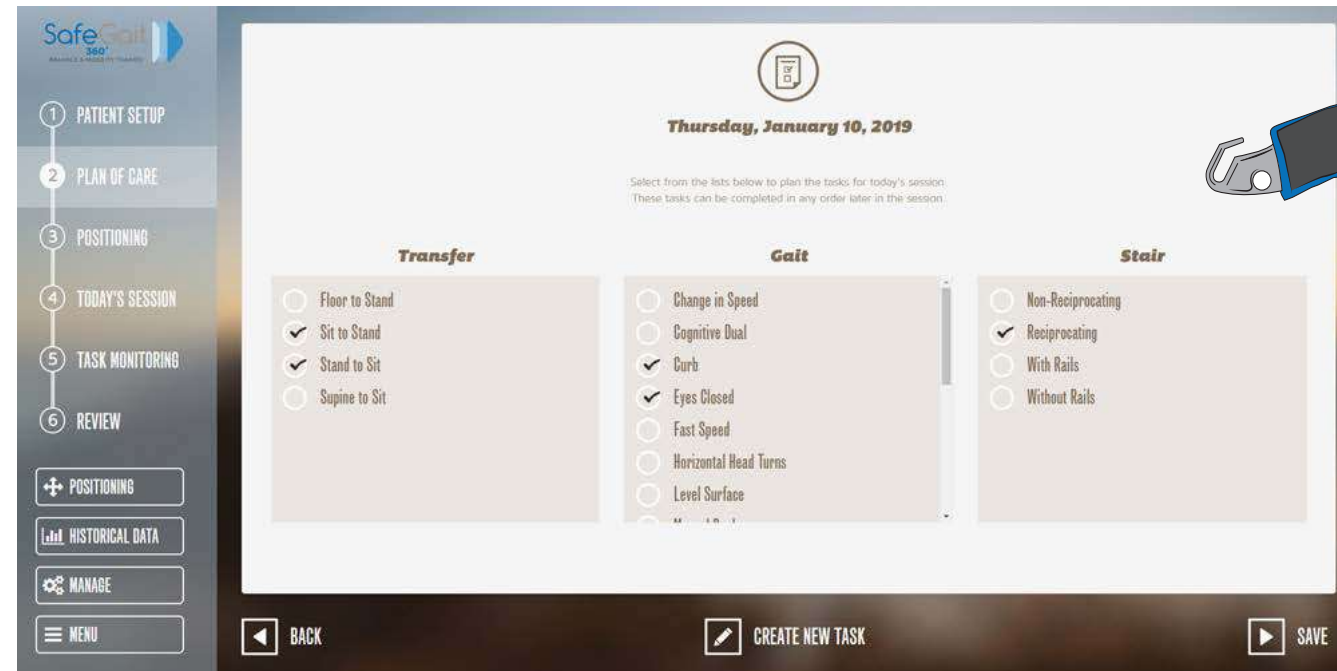 SafeGait
360°
1 PATIENT SETUP
2 PLAN OF CARE
3 POSITIONING
4 TODAY'S SESSION
5 TASK MONITORING
6 REVIEW
POSITIONING
HISTORICAL DATA
MANAGE
MENU
Thursday, January 10, 2019
Select from the lists below to plan the tasks for today's session.
These tasks can be completed in any order later in the session.
Transfer
Floor to Stand
Sit to Stand
Stand to Sit
Supine to Sit
Gait
Change in Speed
Cognitive Dual
Curb
Eyes Closed
Fast Speed
Horizontal Head Turns
Level Surface
Stair
Non-Reciprocating
Reciprocating
With Rails
Without Rails
BACK
CREATE NEW TASK
SAVE